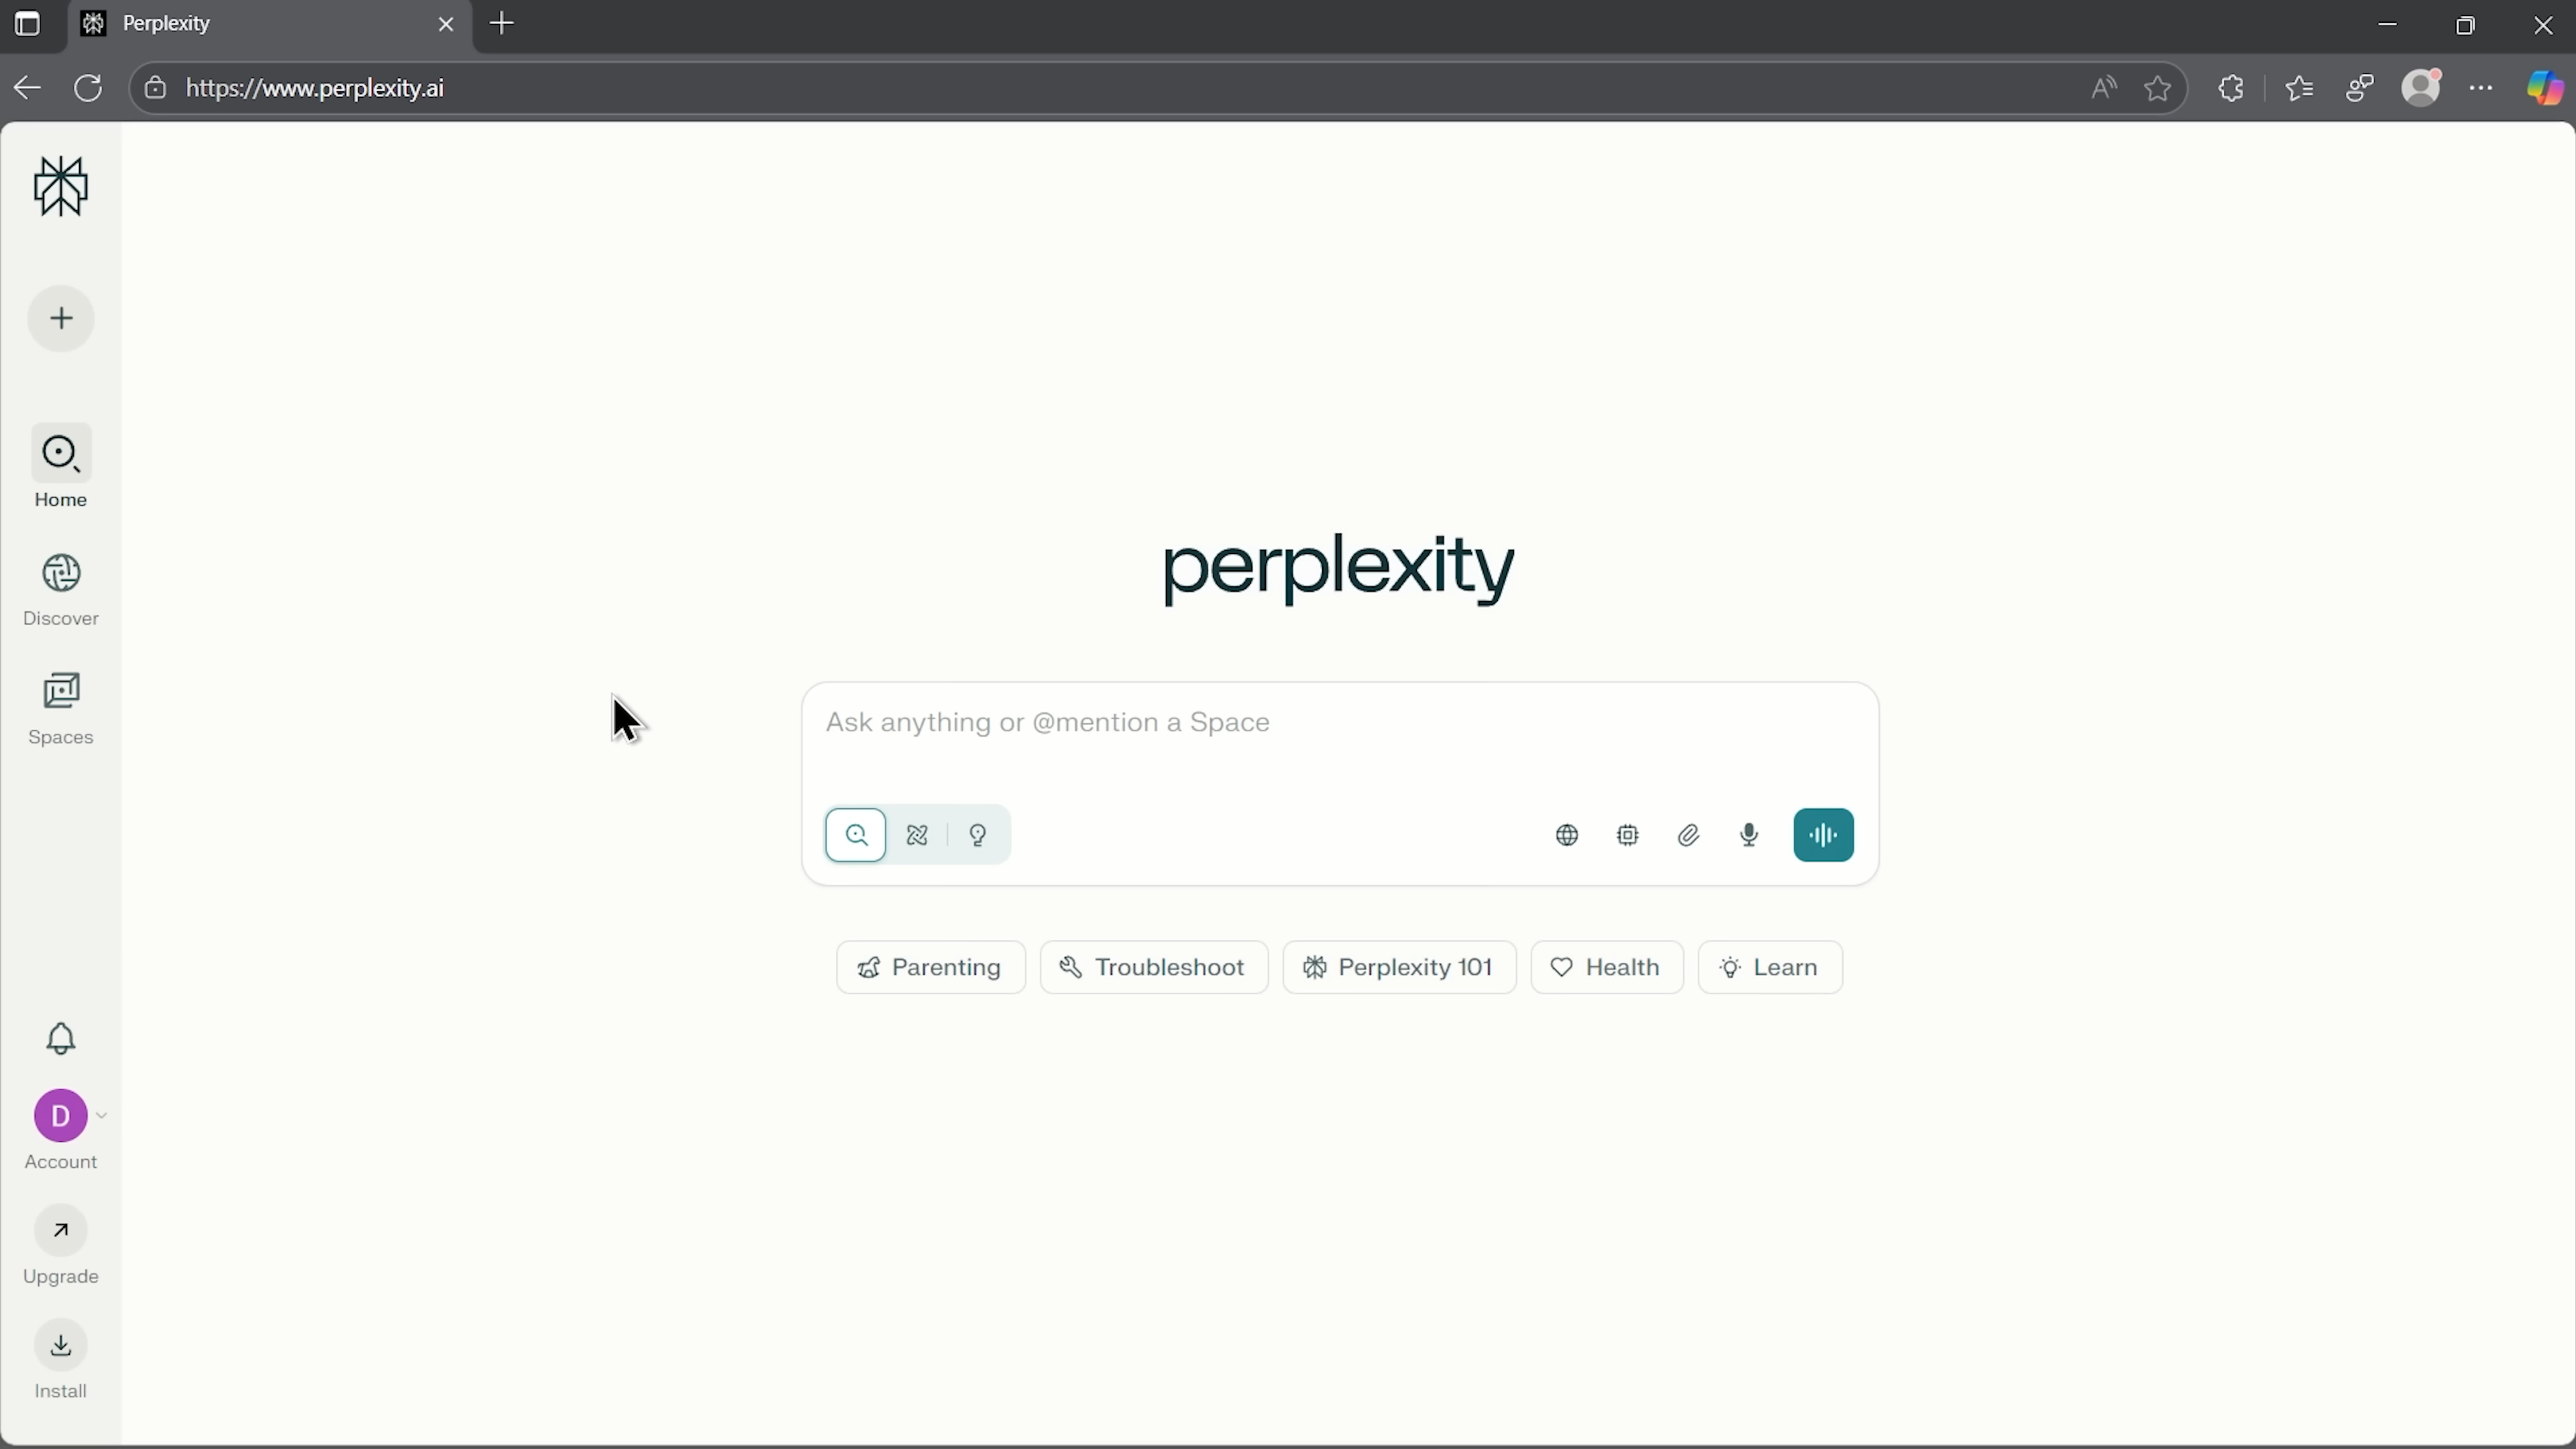 Perplexity
https://www.perplexity.ai
Home
Discover
Spaces
perplexity
Ask anything or @mention a Space
Parenting
Troubleshoot
Perplexity 101
Health
Learn
D
Account
Upgrade
Install